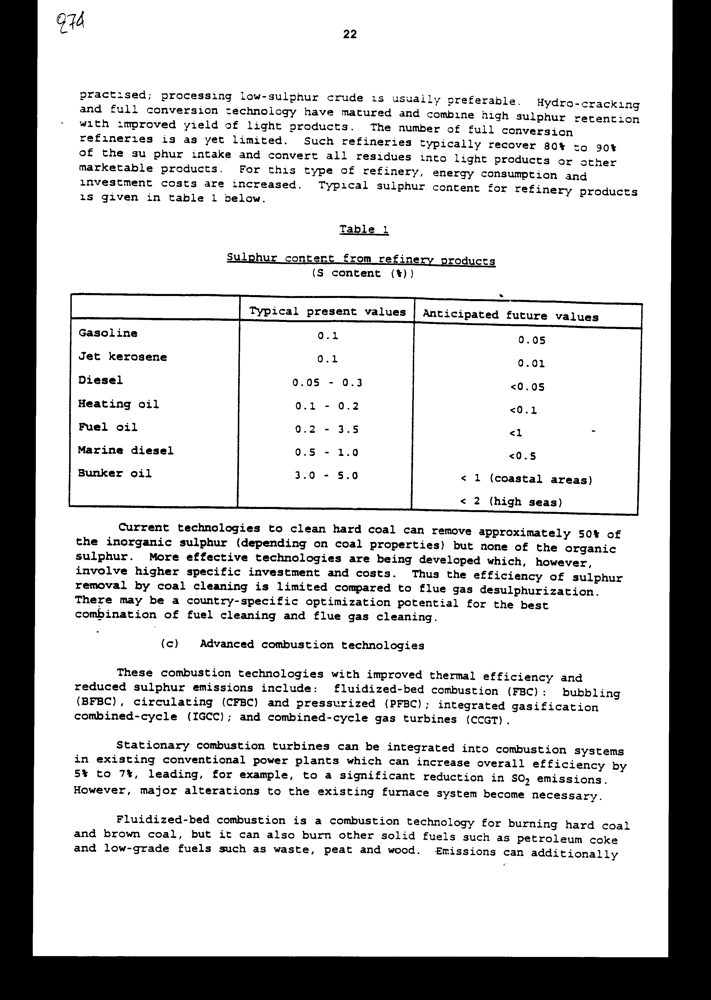 22
practised; processing low-sulphur crude is usually preferable. Hydro-cracking
and full conversion technology have matured and combine high sulphur retention
with improved yield of light products. The number of full conversion
refineries is as yet limited. Such refineries typically recover 80% to 90%
of the su phur intake and convert all residues into light products or other
marketable products. For this type of refinery, energy consumption and
investment costs are increased. Typical sulphur content for refinery products
is given in table 1 below.
Table 1
Sulphur content from refinery products
(S content (%))
Typical present values Anticipated future values
Gasoline 0.1 0.05
Jet kerosene 0.1 0.01
Diesel 0.05 - 0.3 <0.05
Heating oil 0.1 - 0.2 <0.1
Fuel oil 0.2 - 3.5 <1
Marine diesel 0.5 - 1.0 <0.5
Bunker oil 3.0 - 5.0 < 1 (coastal areas)
< 2 (high seas)
Current technologies to clean hard coal can remove approximately 50% of
the inorganic sulphur (depending on coal properties) but none of the organic
sulphur. More effective technologies are being developed which, however,
involve higher specific investment and costs. Thus the efficiency of sulphur
removal by coal cleaning is limited compared to flue gas desulphurization.
There may be a country-specific optimization potential for the best
combination of fuel cleaning and flue gas cleaning.
(c) Advanced combustion technologies
These combustion technologies with improved thermal efficiency and
reduced sulphur emissions include: fluidized-bed combustion (FBC): bubbling
(BFBC), circulating (CFBC) and pressurized (PFBC); integrated gasification
combined-cycle (IGCC); and combined-cycle gas turbines (CCGT).
Stationary combustion turbines can be integrated into combustion systems
in existing conventional power plants which can increase overall efficiency by
5% to 7%, leading, for example, to a significant reduction in SO₂ emissions.
However, major alterations to the existing furnace system become necessary.
Fluidized-bed combustion is a combustion technology for burning hard coal
and brown coal, but it can also burn other solid fuels such as petroleum coke
and low-grade fuels such as waste, peat and wood. Emissions can additionally